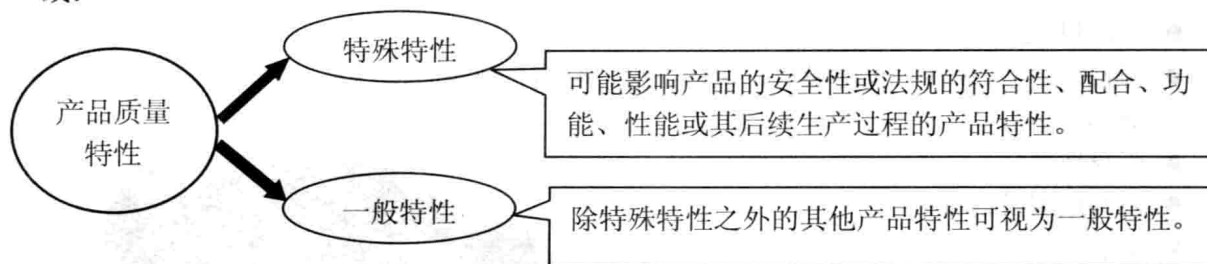 特殊特性
可能影响产品的安全性或法规的符合性、配合、功
能、性能或其后续生产过程的产品特性。
产品质量
特性
一般特性
除特殊特性之外的其他产品特性可视为一般特性。